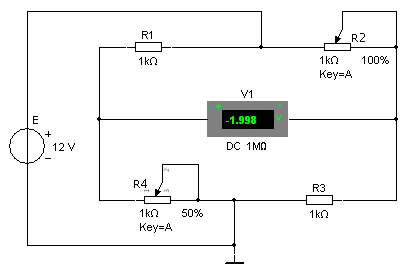 R1
1kΩ
R2
1kΩ
Key=A
100%
V1
-1.998
DC 1MΩ
E
+
−
12 V
R4
1kΩ
Key=A
50%
R3
1kΩ